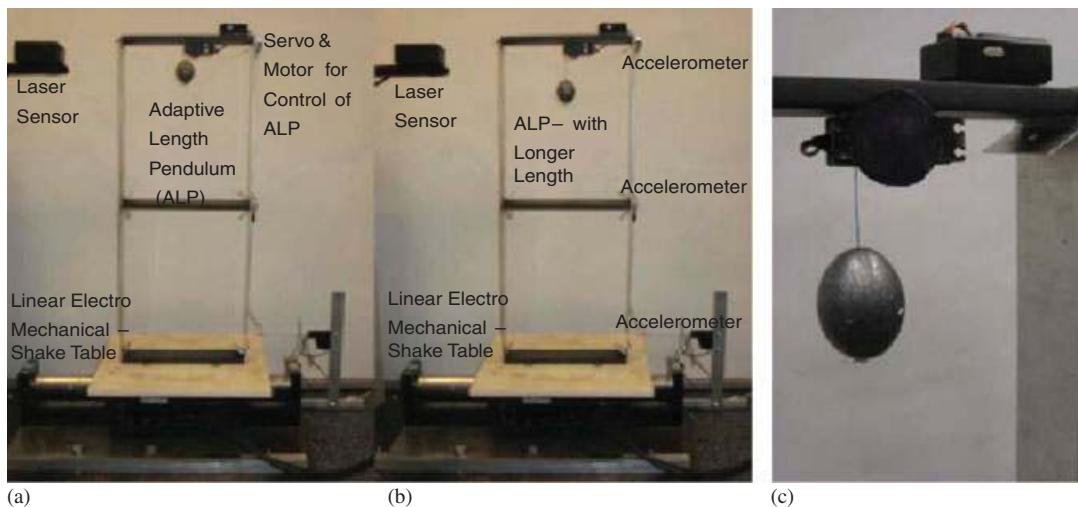 Laser
Sensor
Adaptive
Length
Pendulum
(ALP)
Servo &
Motor for
Control of
ALP
Linear Electro
Mechanical –
Shake Table
(a)
Laser
Sensor
ALP– with
Longer
Length
Accelerometer
Accelerometer
Accelerometer
Linear Electro
Mechanical –
Shake Table
(b)
(c)